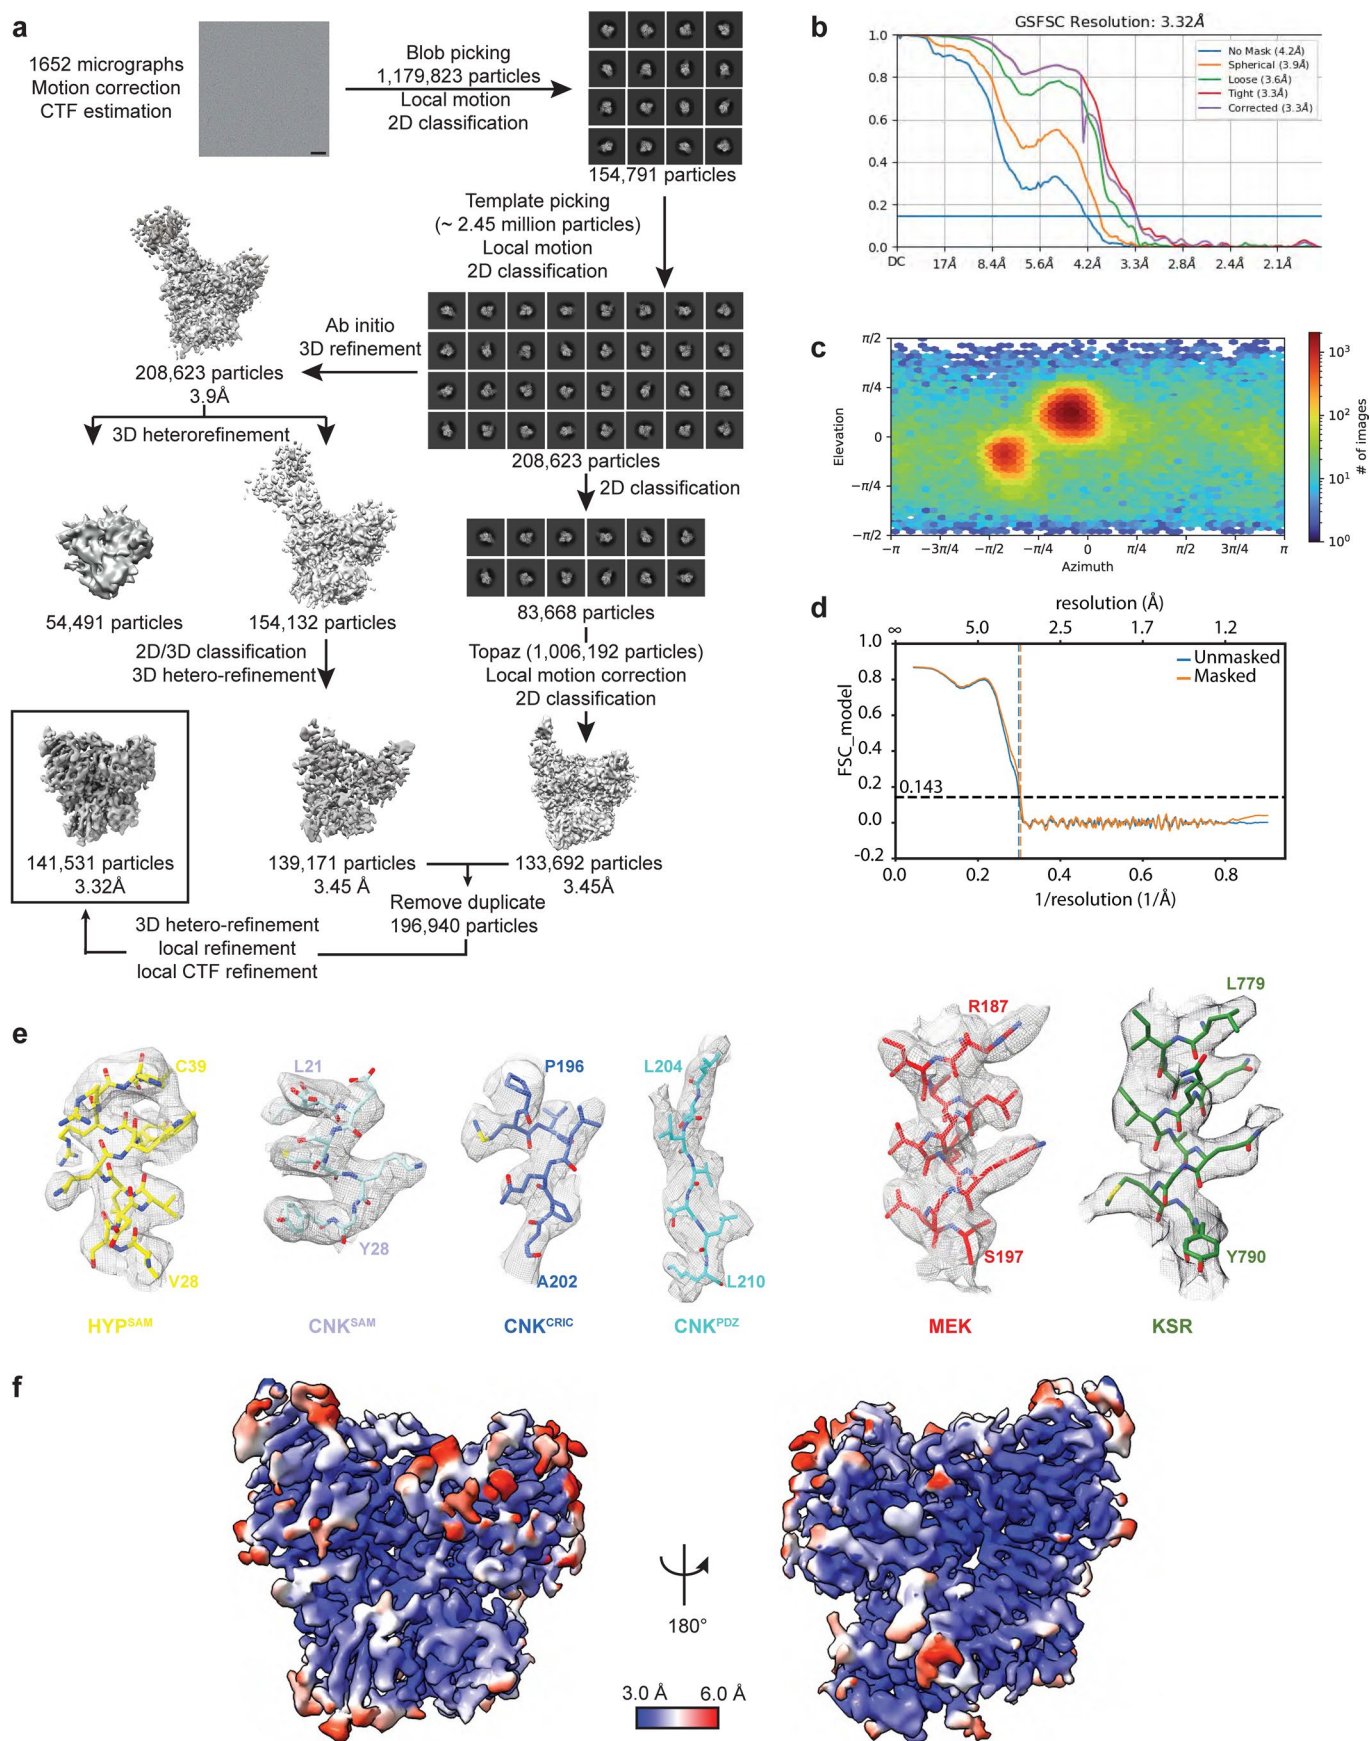 a
1652 micrographs
Motion correction
CTF estimation
Blob picking
1,179,823 particles
Local motion
2D classification
154,791 particles
Template picking
(~ 2.45 million particles)
Local motion
2D classification
Ab initio
3D refinement
208,623 particles
3.9Å
3D heterorefinement
208,623 particles
2D classification
83,668 particles
54,491 particles
154,132 particles
2D/3D classification
3D hetero-refinement
Topaz (1,006,192 particles)
Local motion correction
2D classification
141,531 particles
3.32Å
139,171 particles
3.45 Å
133,692 particles
3.45Å
Remove duplicate
196,940 particles
3D hetero-refinement
local refinement
local CTF refinement
b
GSFSC Resolution: 3.32Å
No Mask (4.2Å)
Spherical (3.9Å)
Loose (3.6Å)
Tight (3.3Å)
Corrected (3.3Å)
1.0
0.8
0.6
0.4
0.2
0.0
DC 17Å 8.4Å 5.6Å 4.2Å 3.3Å 2.8Å 2.4Å 2.1Å
c
π/2
π/4
0
−π/4
−π/2
Elevation
−π −3π/4 −π/2 −π/4 0 π/4 π/2 3π/4 π
Azimuth
10³
10²
10¹
10⁰
# of images
d
resolution (Å)
∞ 5.0 2.5 1.7 1.2
Unmasked
Masked
1.0
0.8
0.6
0.4
0.2
0.0
-0.2
FSC_model
0.143
0.0 0.2 0.4 0.6 0.8
1/resolution (1/Å)
e
C39
V28
HYP^SAM
L21
Y28
CNK^SAM
P196
A202
CNK^CRIC
L204
L210
CNK^PDZ
R187
S197
MEK
L779
Y790
KSR
f
180°
3.0 Å 6.0 Å